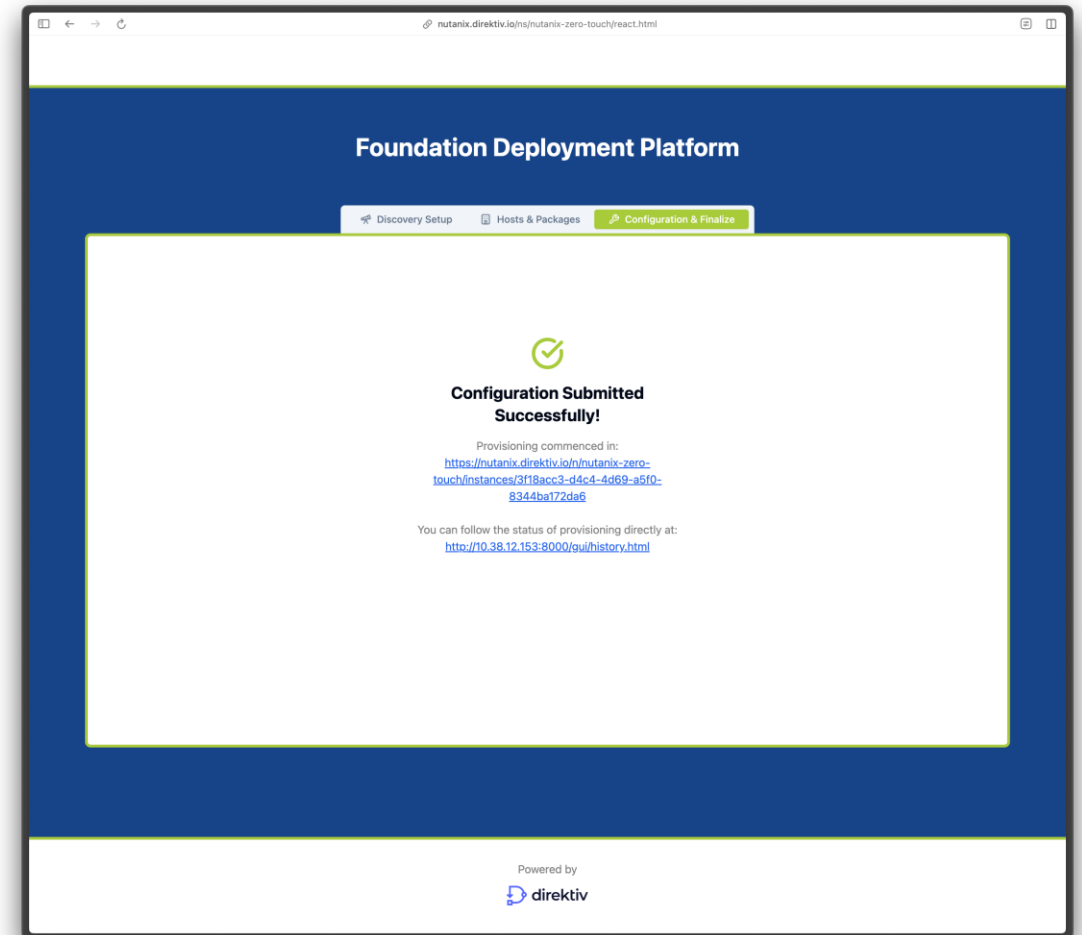 nutanix.direktiv.io/ns/nutanix-zero-touch/react.html
Foundation Deployment Platform
Discovery Setup Hosts & Packages Configuration & Finalize
Configuration Submitted
Successfully!
Provisioning commenced in:
https://nutanix.direktiv.io/n/nutanix-zero-
touch/instances/3f18acc3-d4c4-4d69-a5f0-
8344ba172da6
You can follow the status of provisioning directly at:
http://10.38.12.153:8000/gui/history.html
Powered by
direktiv